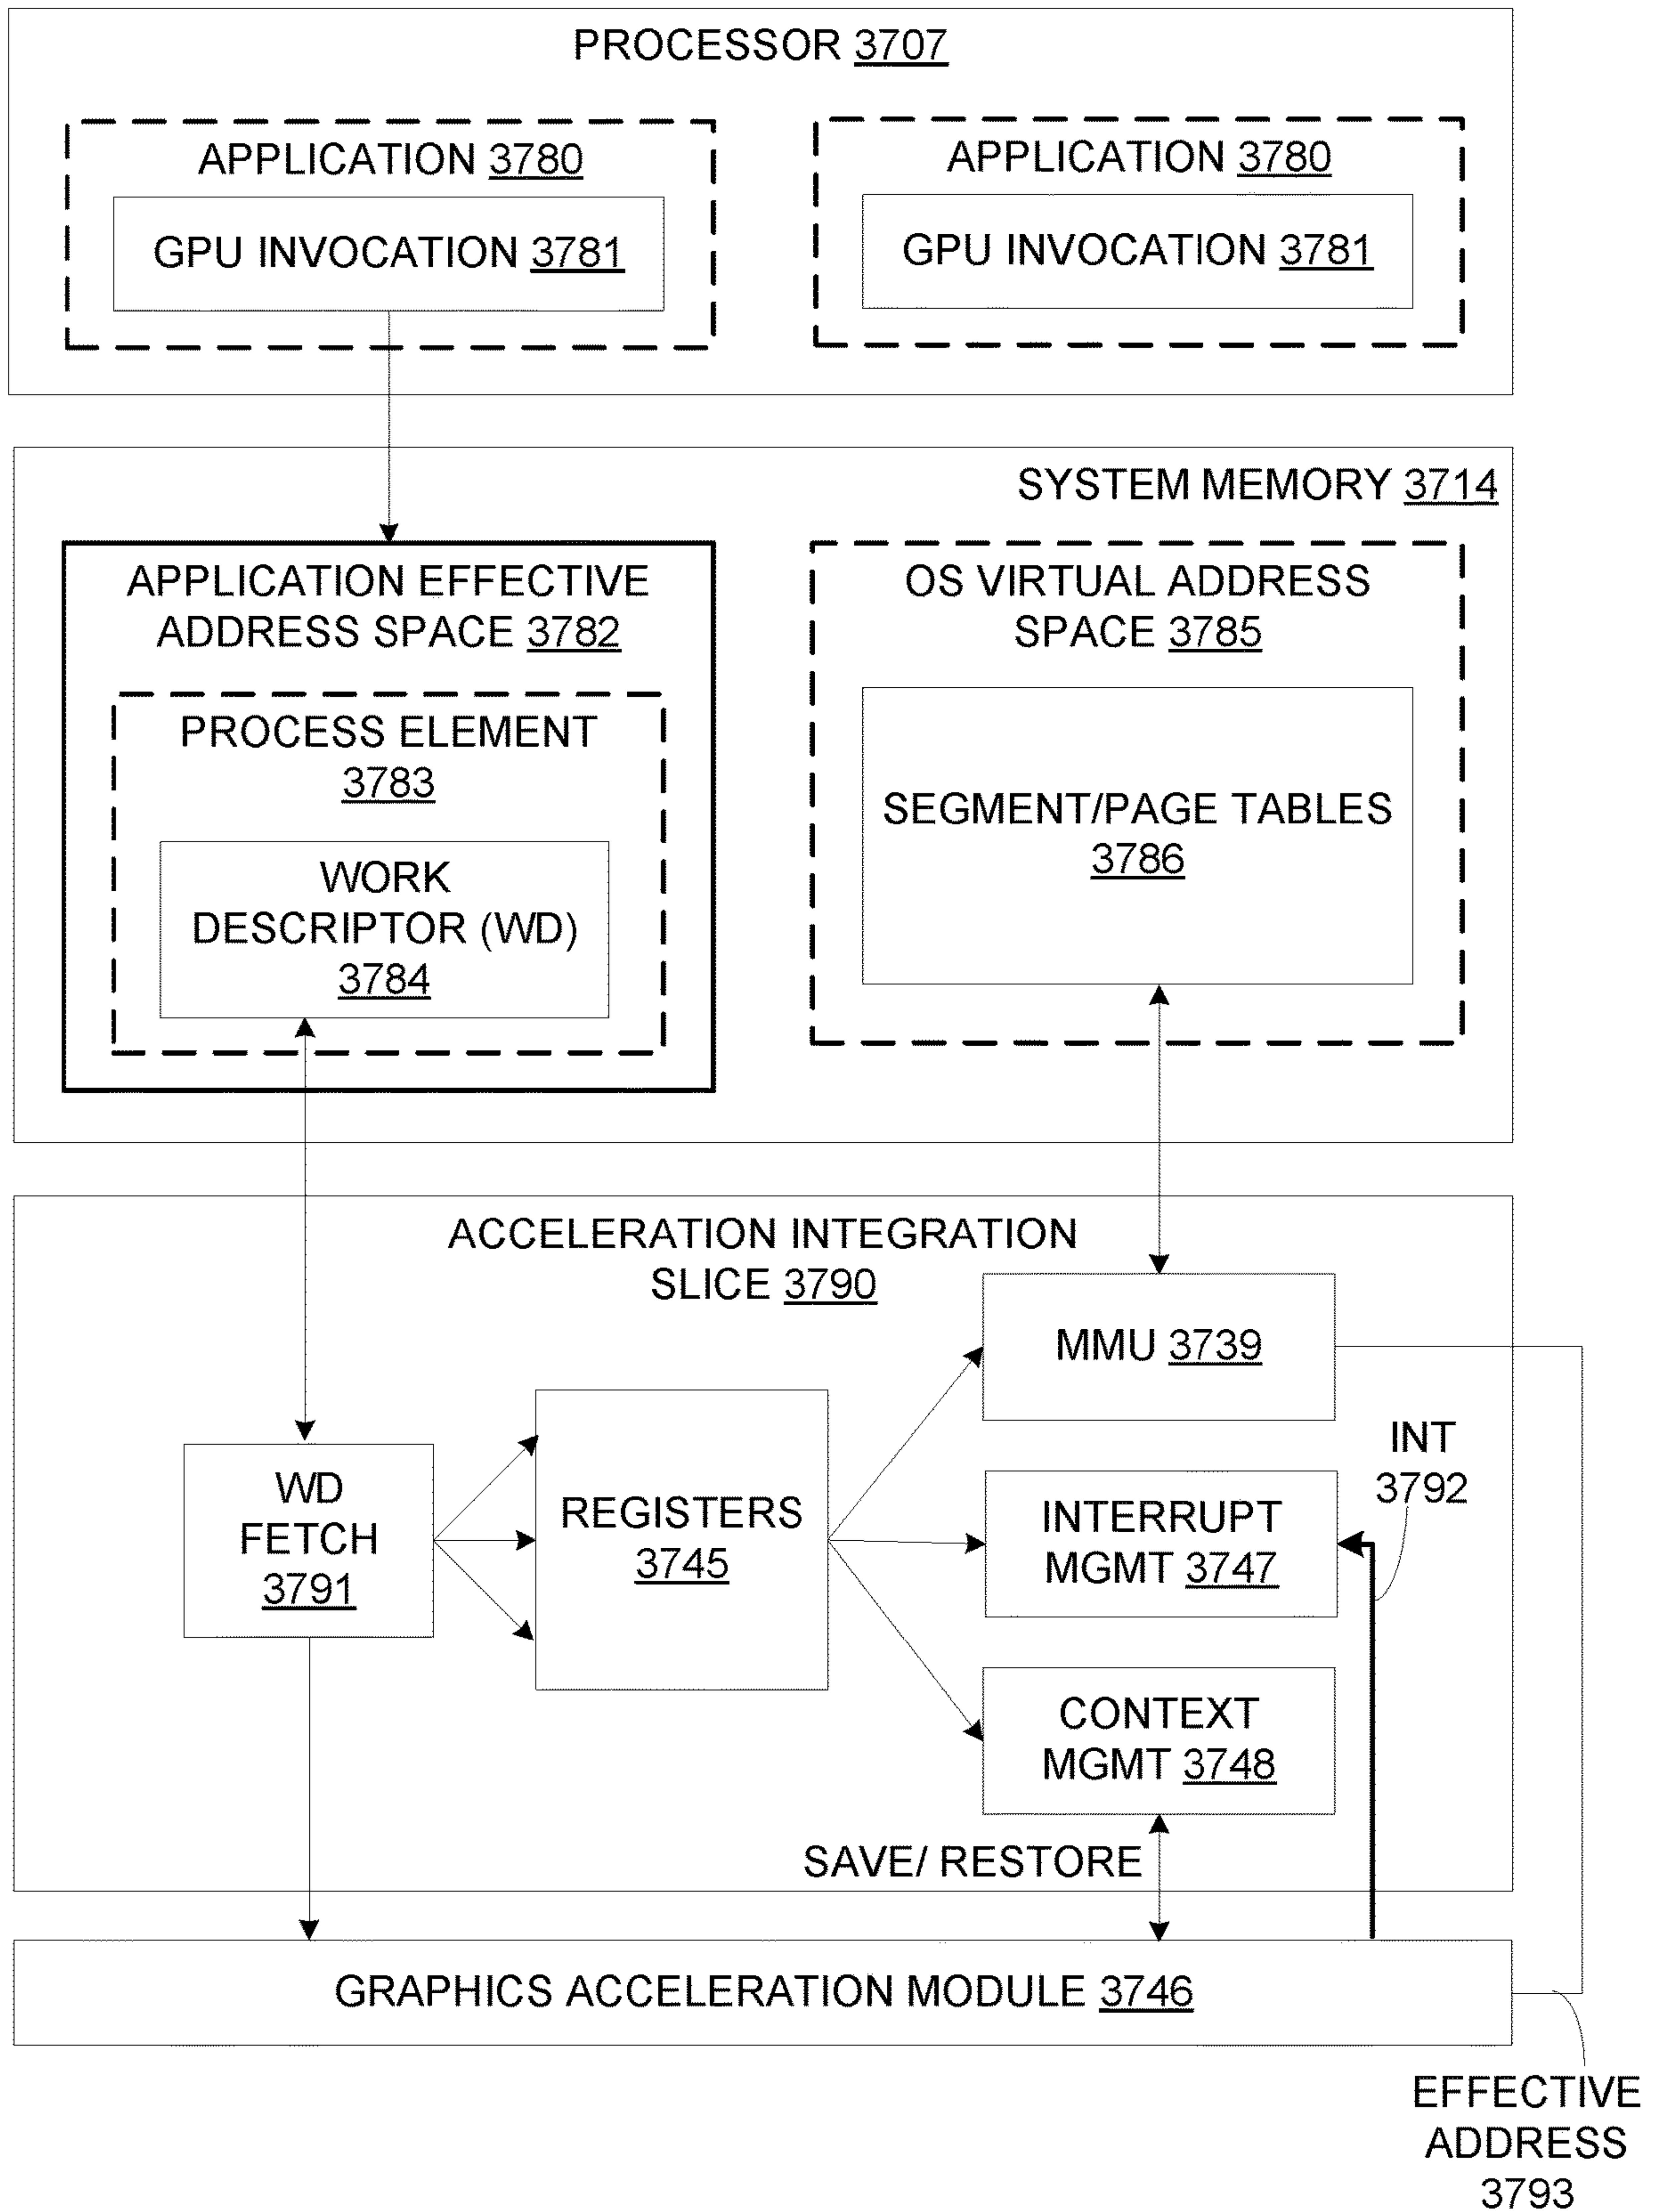 PROCESSOR 3707
APPLICATION 3780
GPU INVOCATION 3781
APPLICATION 3780
GPU INVOCATION 3781
SYSTEM MEMORY 3714
APPLICATION EFFECTIVE
ADDRESS SPACE 3782
PROCESS ELEMENT
3783
WORK
DESCRIPTOR (WD)
3784
OS VIRTUAL ADDRESS
SPACE 3785
SEGMENT/PAGE TABLES
3786
ACCELERATION INTEGRATION
SLICE 3790
MMU 3739
WD
FETCH
3791
REGISTERS
3745
INTERRUPT
MGMT 3747
INT
3792
CONTEXT
MGMT 3748
SAVE/ RESTORE
GRAPHICS ACCELERATION MODULE 3746
EFFECTIVE
ADDRESS
3793